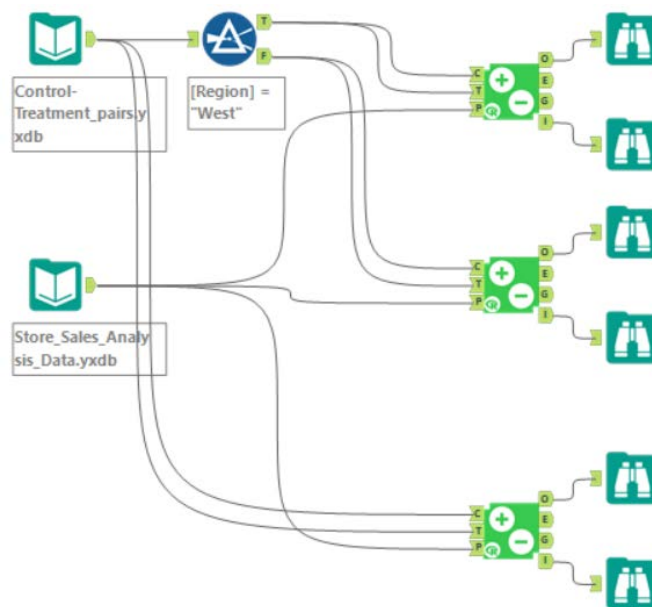 T
F
Control-
Treatment_pairs.y
xdb
[Region] =
"West"
C
T
P
R
O
E
G
I
Store_Sales_Analy
sis_Data.yxdb
C
T
P
R
O
E
G
I
C
T
P
R
O
E
G
I